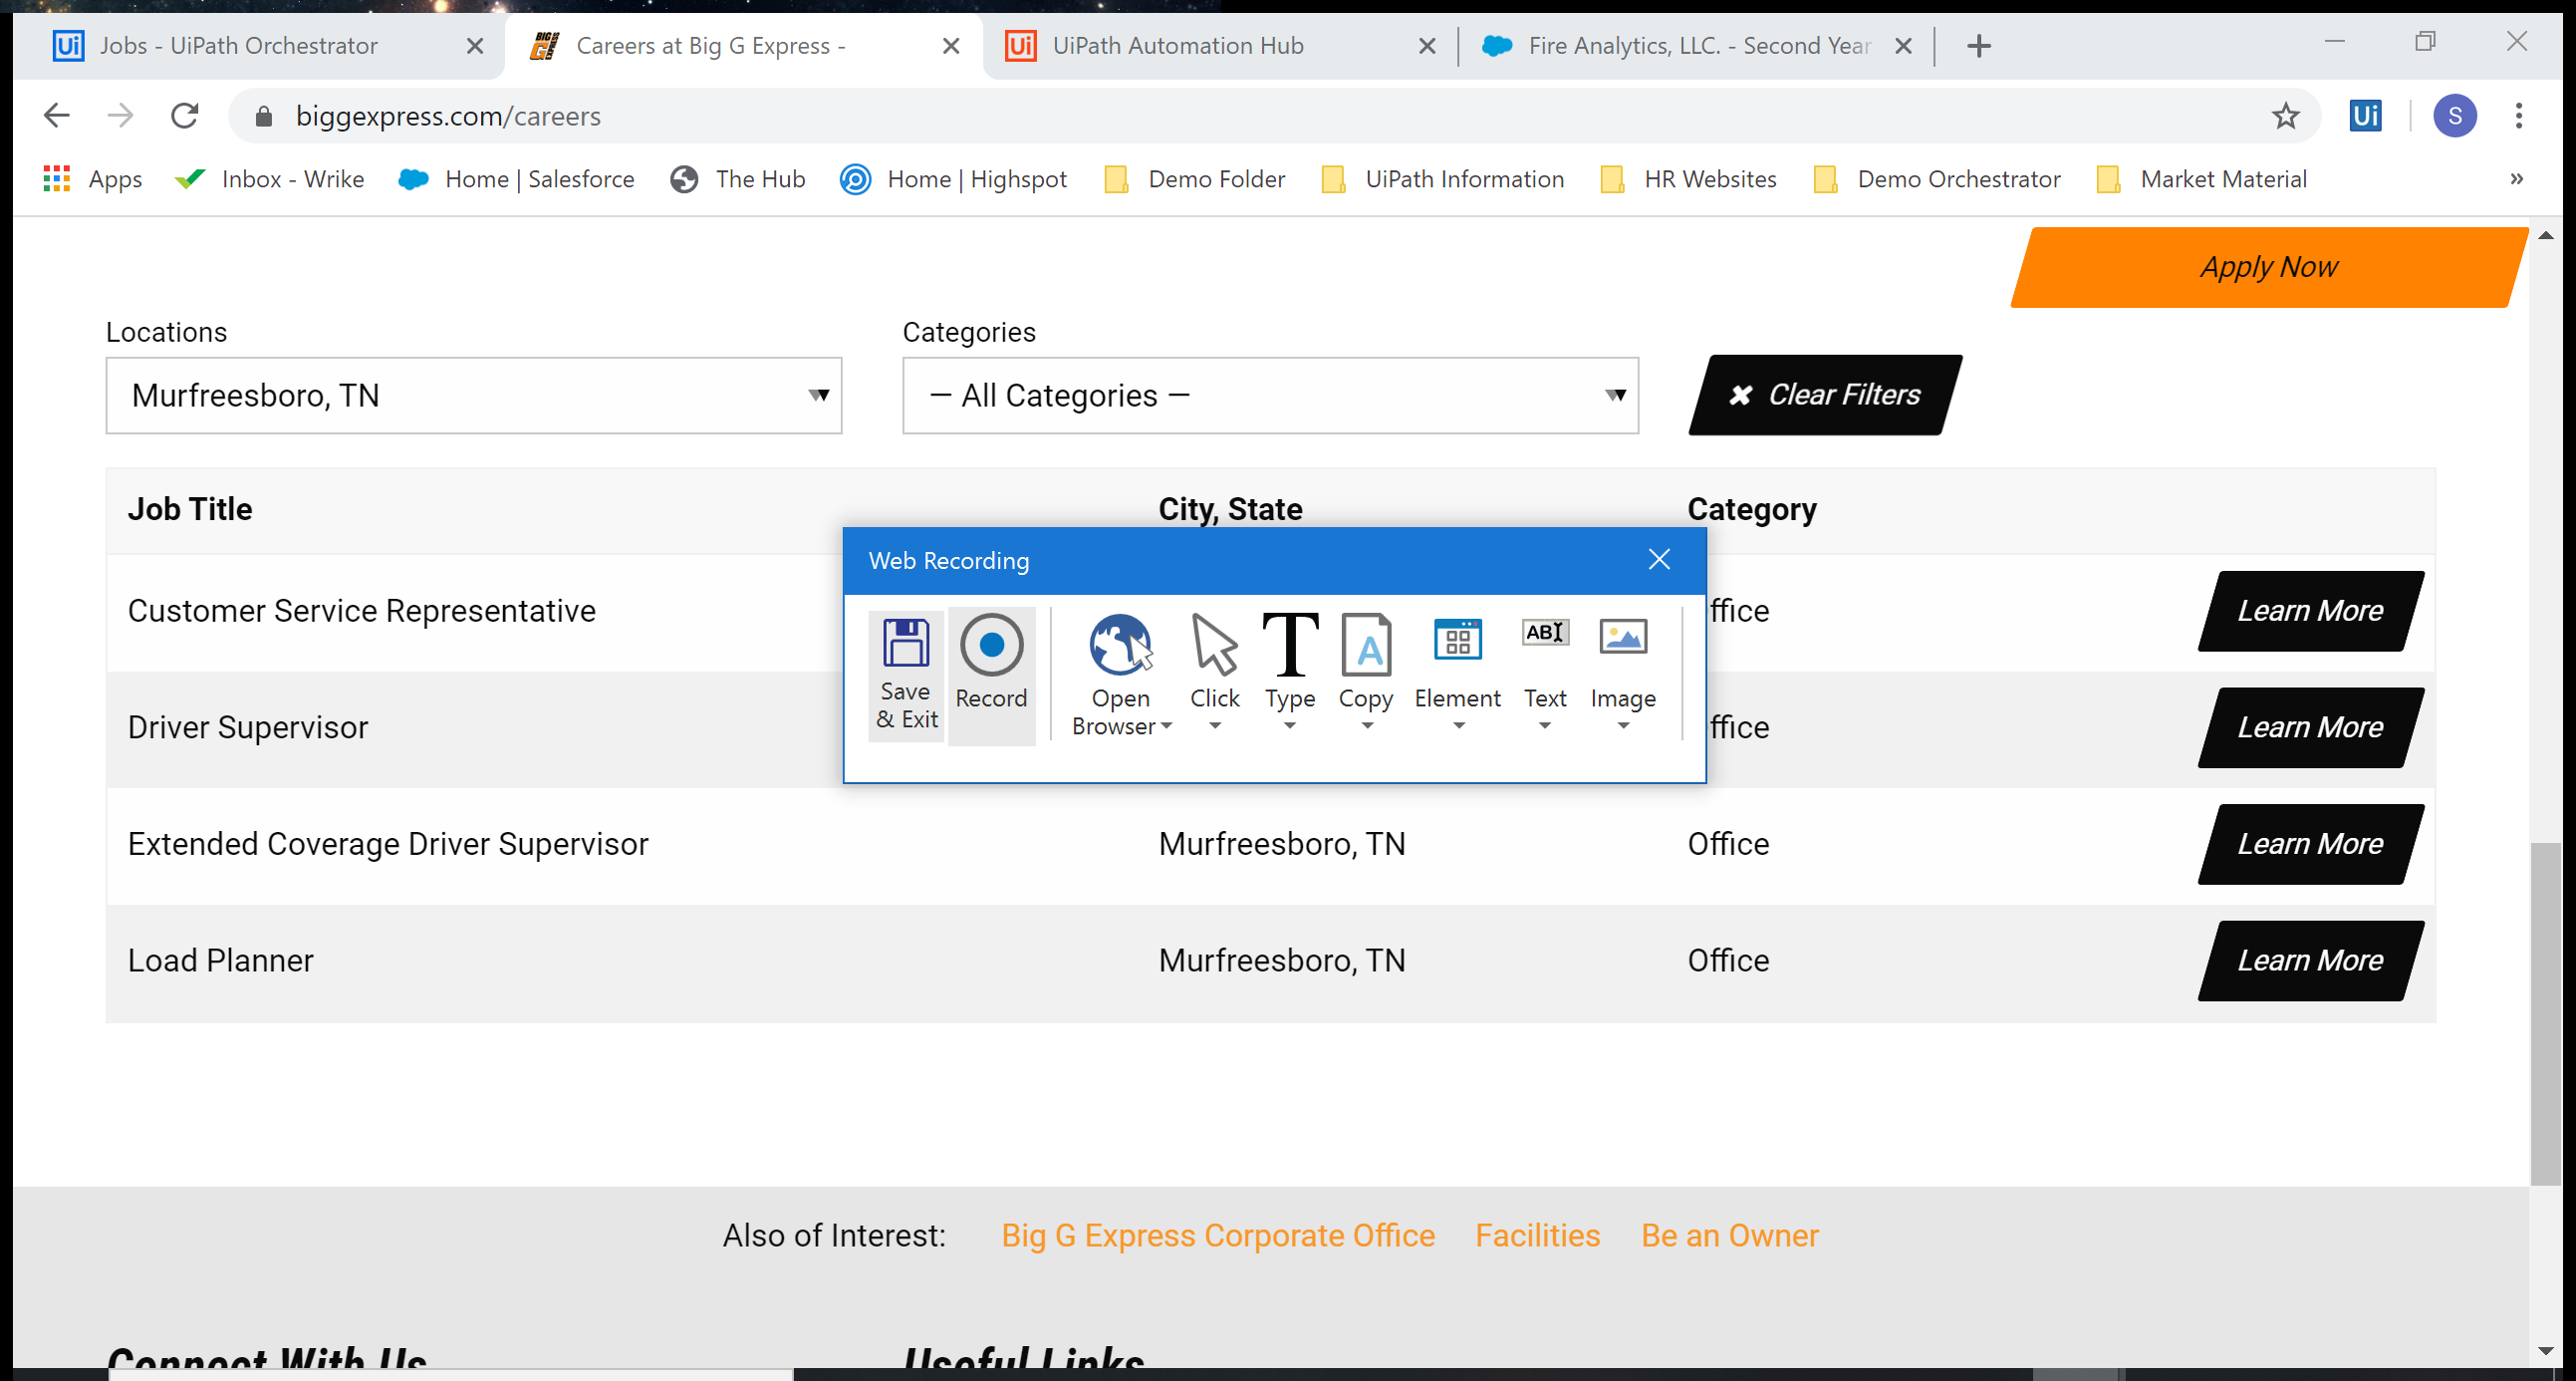 Jobs - UiPath Orchestrator
Careers at Big G Express -
UiPath Automation Hub
Fire Analytics, LLC. - Second Year
biggexpress.com/careers
S
Apps
Inbox - Wrike
Home | Salesforce
The Hub
Home | Highspot
Demo Folder
UiPath Information
HR Websites
Demo Orchestrator
Market Material
»
Apply Now
Locations
Categories
Murfreesboro, TN
— All Categories —
Clear Filters
Job Title
City, State
Category
Web Recording
Customer Service Representative
ffice
Learn More
Save
& Exit
Record
Open
Browser
Click
Type
Copy
Element
Text
Image
Driver Supervisor
ffice
Learn More
Extended Coverage Driver Supervisor
Murfreesboro, TN
Office
Learn More
Load Planner
Murfreesboro, TN
Office
Learn More
Also of Interest:
Big G Express Corporate Office
Facilities
Be an Owner
Connect With Us
Useful Links